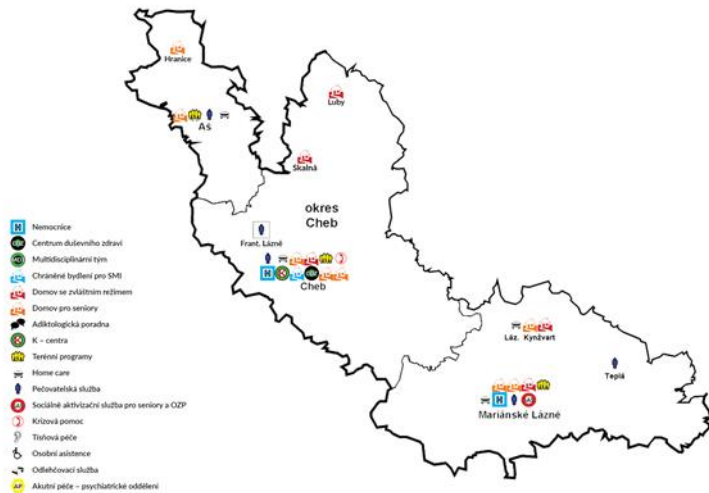 Hranice
Luby
Aš
Skalná
okres
Cheb
Frant. Lázně
Cheb
Láz. Kynžvart
Teplá
Mariánské Lázně
Nemocnice
Centrum duševního zdraví
Multidisciplinární tým
Chráněné bydlení pro SMI
Domov se zvláštním režimem
Domov pro seniory
Adiktologická poradna
K – centra
Terénní programy
Home care
Pečovatelská služba
Sociálně aktivizační služba pro seniory a OZP
Krizová pomoc
Tísňová péče
Osobní asistence
Odlehčovací služba
Akutní péče – psychiatrické oddělení